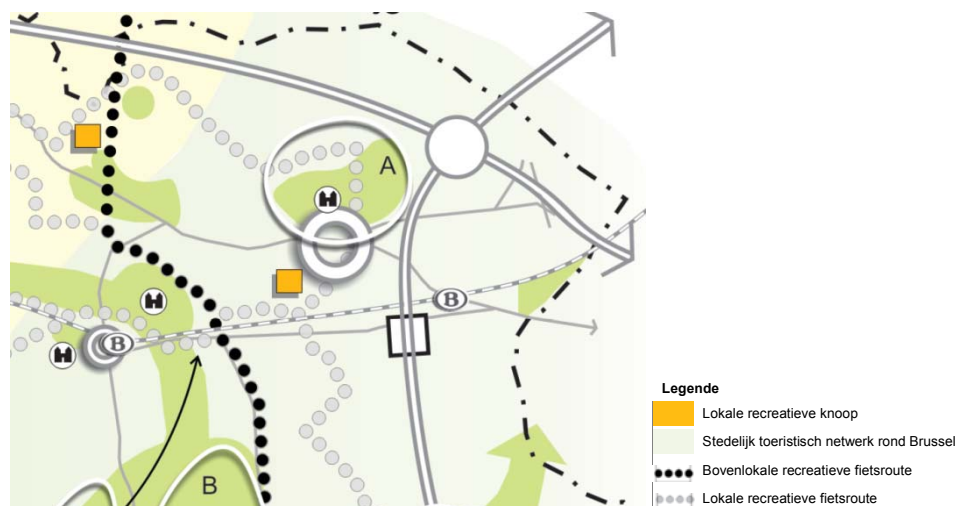 A
B
B
B
Legende
Lokale recreatieve knoop
Stedelijk toeristisch netwerk rond Brussel
Bovenlokale recreatieve fietsroute
Lokale recreatieve fietsroute